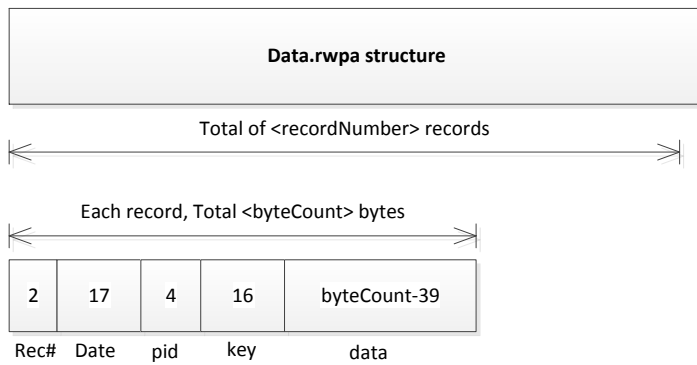 Data.rwpa structure
Total of <recordNumber> records
Each record, Total <byteCount> bytes
2 17 4 16 byteCount-39
Rec# Date pid key data